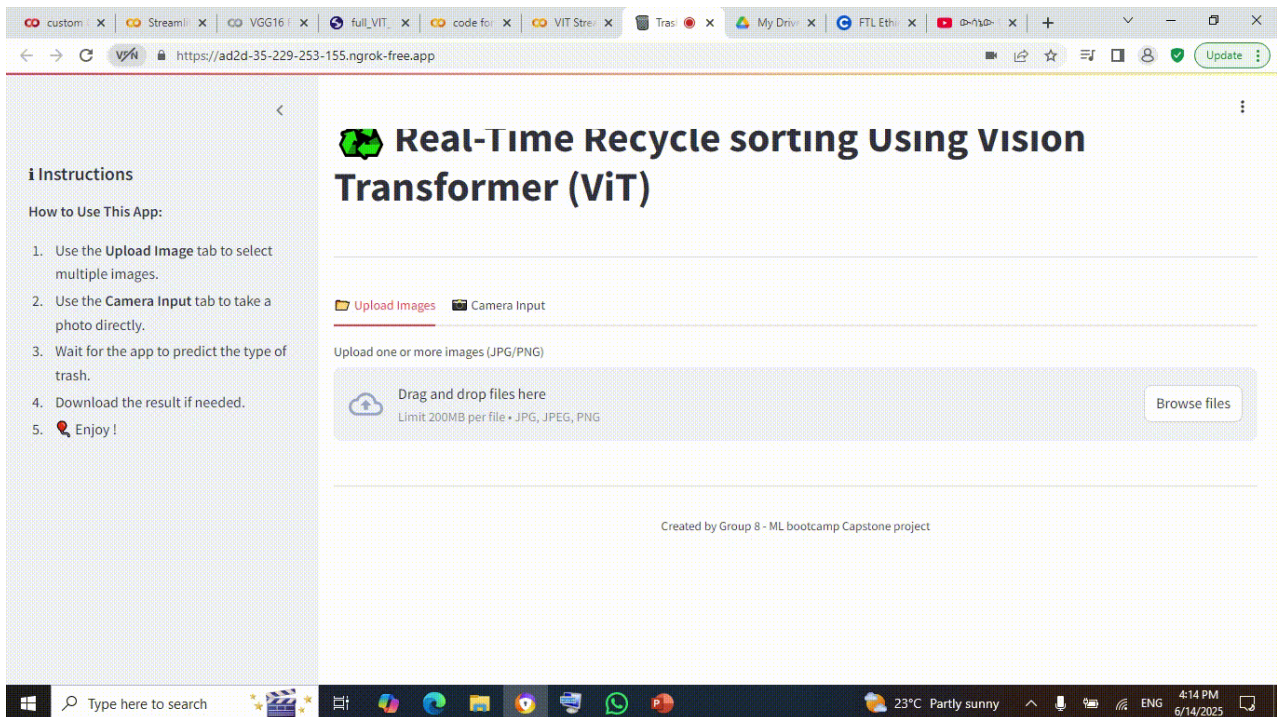 custom
Streamli
VGG16 F
full_VIT_
code for
VIT Stre
Tras
My Driv
FTL Ethi
VPN
https://ad2d-35-229-253-155.ngrok-free.app
Update
Real-Time Recycle sorting Using Vision
Transformer (ViT)
ℹ Instructions
How to Use This App:
1. Use the Upload Image tab to select
multiple images.
2. Use the Camera Input tab to take a
photo directly.
3. Wait for the app to predict the type of
trash.
4. Download the result if needed.
5. 🎈 Enjoy !
Upload Images
Camera Input
Upload one or more images (JPG/PNG)
Drag and drop files here
Limit 200MB per file • JPG, JPEG, PNG
Browse files
Created by Group 8 - ML bootcamp Capstone project
Type here to search
23°C Partly sunny
ENG
4:14 PM
6/14/2025